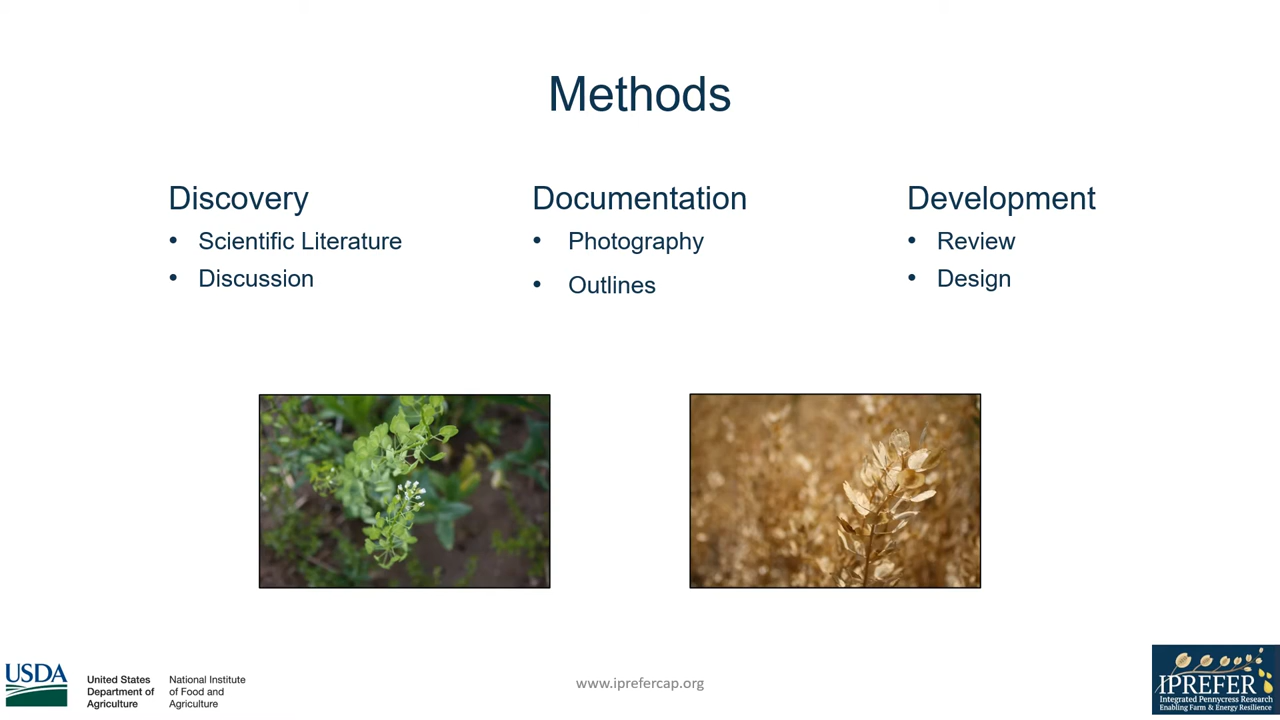 Methods
Discovery
• Scientific Literature
• Discussion
Documentation
• Photography
• Outlines
Development
• Review
• Design
USDA
United States
Department of
Agriculture
National Institute
of Food and
Agriculture
www.iprefercap.org
IPREFER
Integrated Pennycress Research
Enabling Farm & Energy Resilience